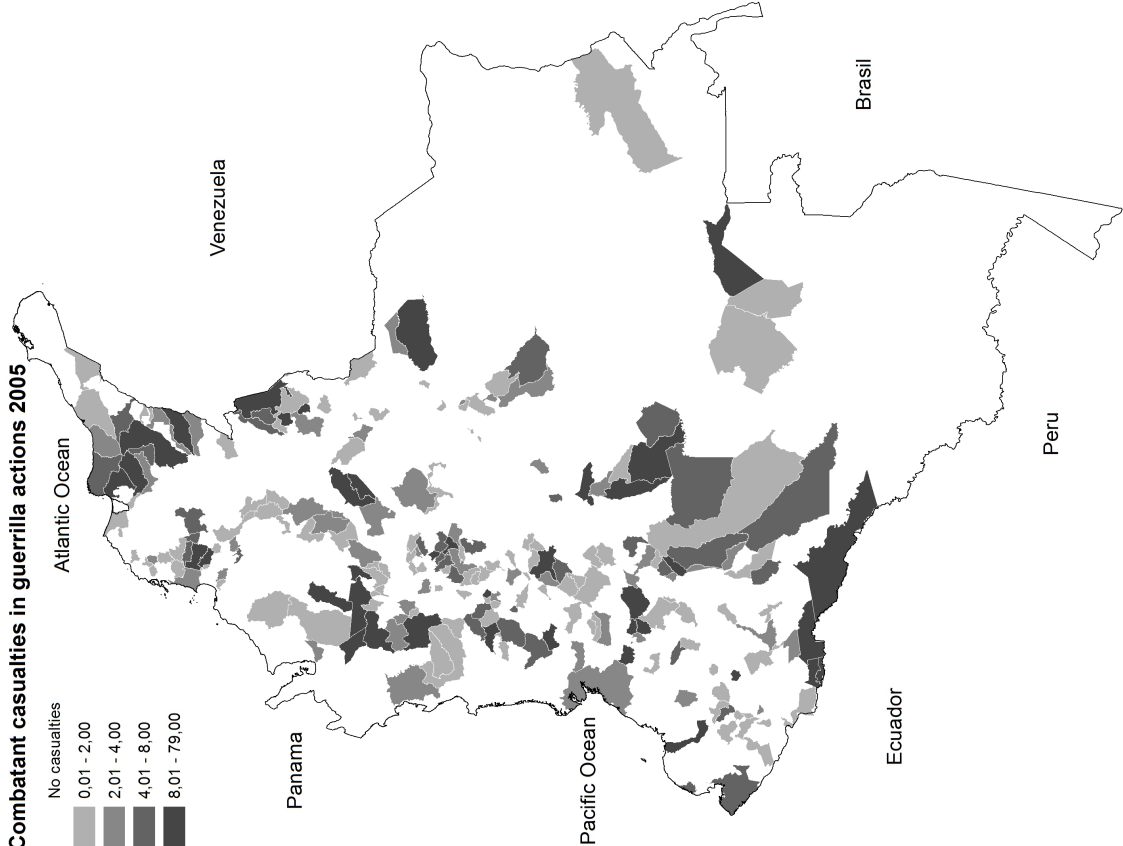 Combatant casualties in guerrilla actions 2005
No casualties
0,01 - 2,00
2,01 - 4,00
4,01 - 8,00
8,01 - 79,00
Atlantic Ocean
Venezuela
Panama
Pacific Ocean
Brasil
Ecuador
Peru